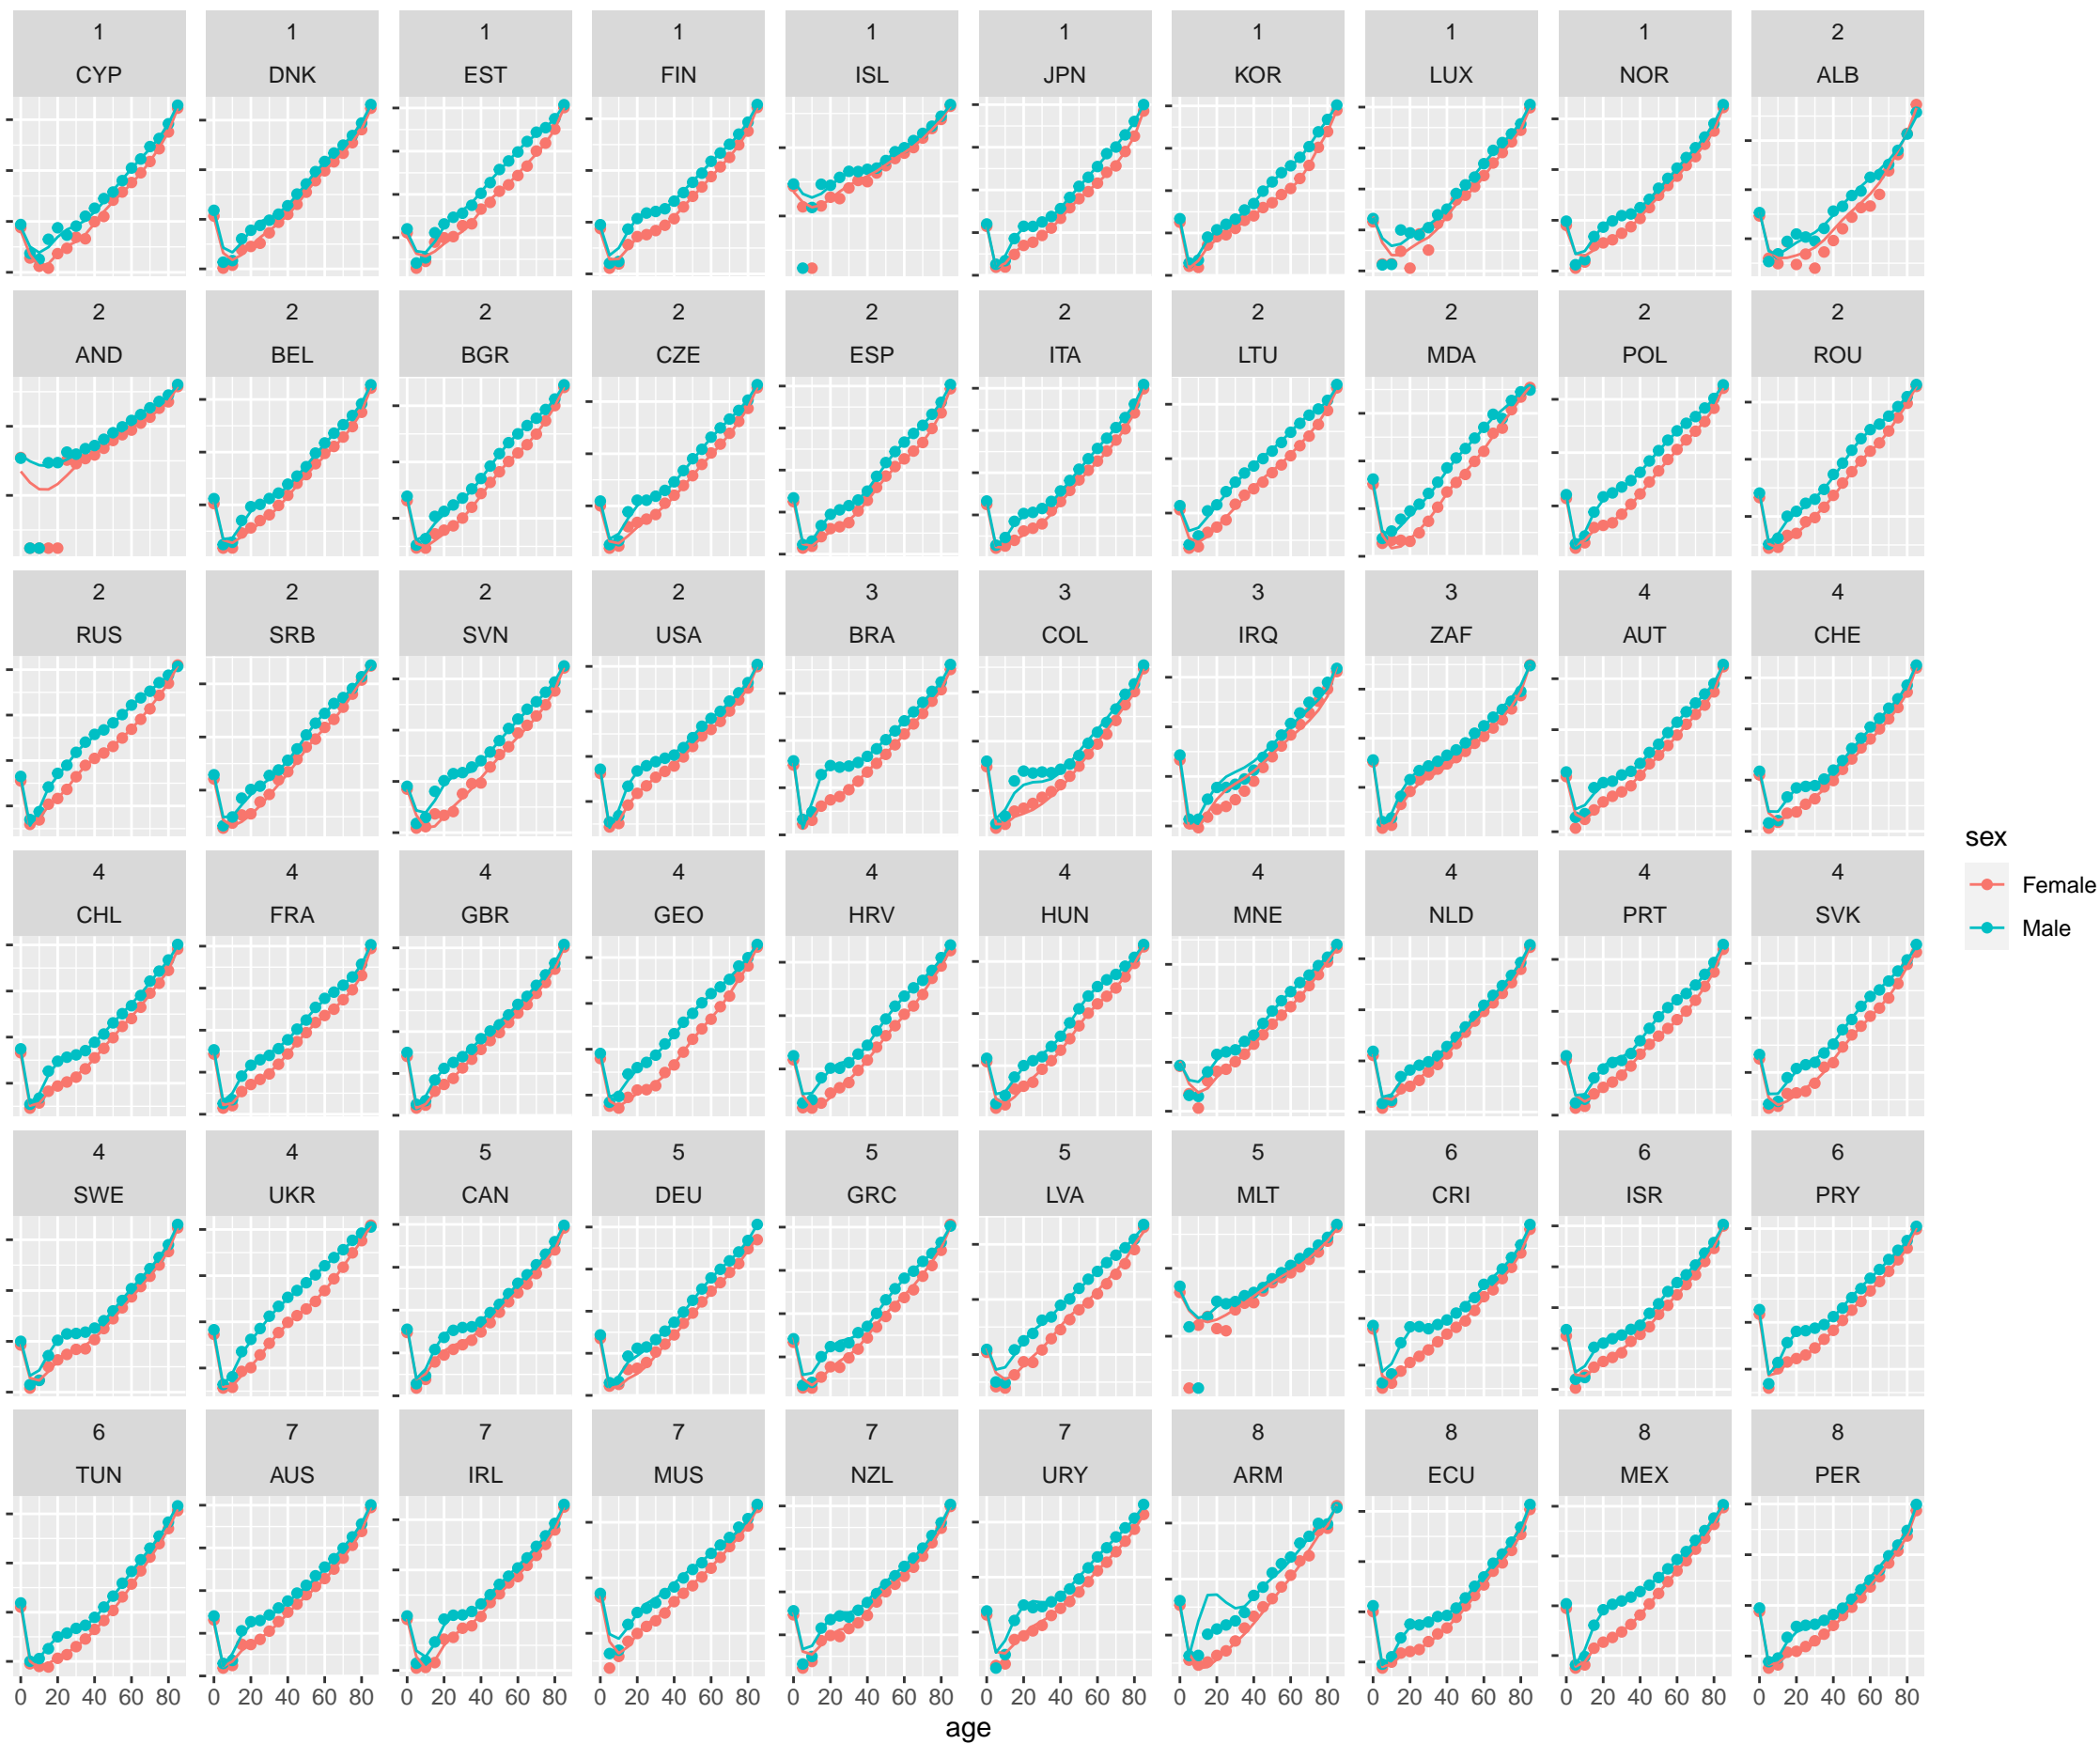 1 1 1 1 1 1 1 1 1 2
CYP DNK EST FIN ISL JPN KOR LUX NOR ALB
2 2 2 2 2 2 2 2 2 2
AND BEL BGR CZE ESP ITA LTU MDA POL ROU
2 2 2 2 3 3 3 3 4 4
RUS SRB SVN USA BRA COL IRQ ZAF AUT CHE
4 4 4 4 4 4 4 4 4 4
CHL FRA GBR GEO HRV HUN MNE NLD PRT SVK
4 4 5 5 5 5 5 6 6 6
SWE UKR CAN DEU GRC LVA MLT CRI ISR PRY
6 7 7 7 7 7 8 8 8 8
TUN AUS IRL MUS NZL URY ARM ECU MEX PER
0 20 40 60 80 0 20 40 60 80 0 20 40 60 80 0 20 40 60 80 0 20 40 60 80 0 20 40 60 80 0 20 40 60 80 0 20 40 60 80 0 20 40 60 80 0 20 40 60 80
age
sex
Female
Male